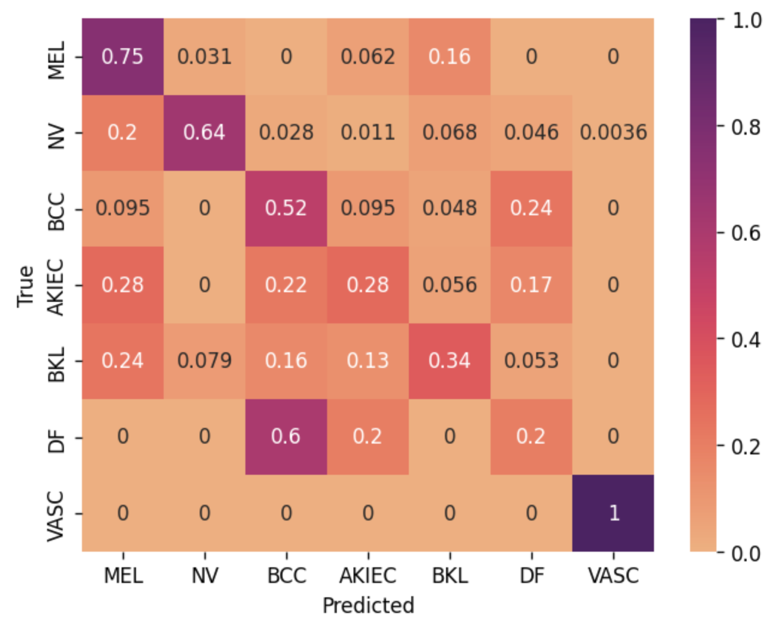 MEL 0.75 0.031 0 0.062 0.16 0 0
NV 0.2 0.64 0.028 0.011 0.068 0.046 0.0036
BCC 0.095 0 0.52 0.095 0.048 0.24 0
AKIEC 0.28 0 0.22 0.28 0.056 0.17 0
BKL 0.24 0.079 0.16 0.13 0.34 0.053 0
DF 0 0 0.6 0.2 0 0.2 0
VASC 0 0 0 0 0 0 1
True
MEL NV BCC AKIEC BKL DF VASC
Predicted
1.0
0.8
0.6
0.4
0.2
0.0